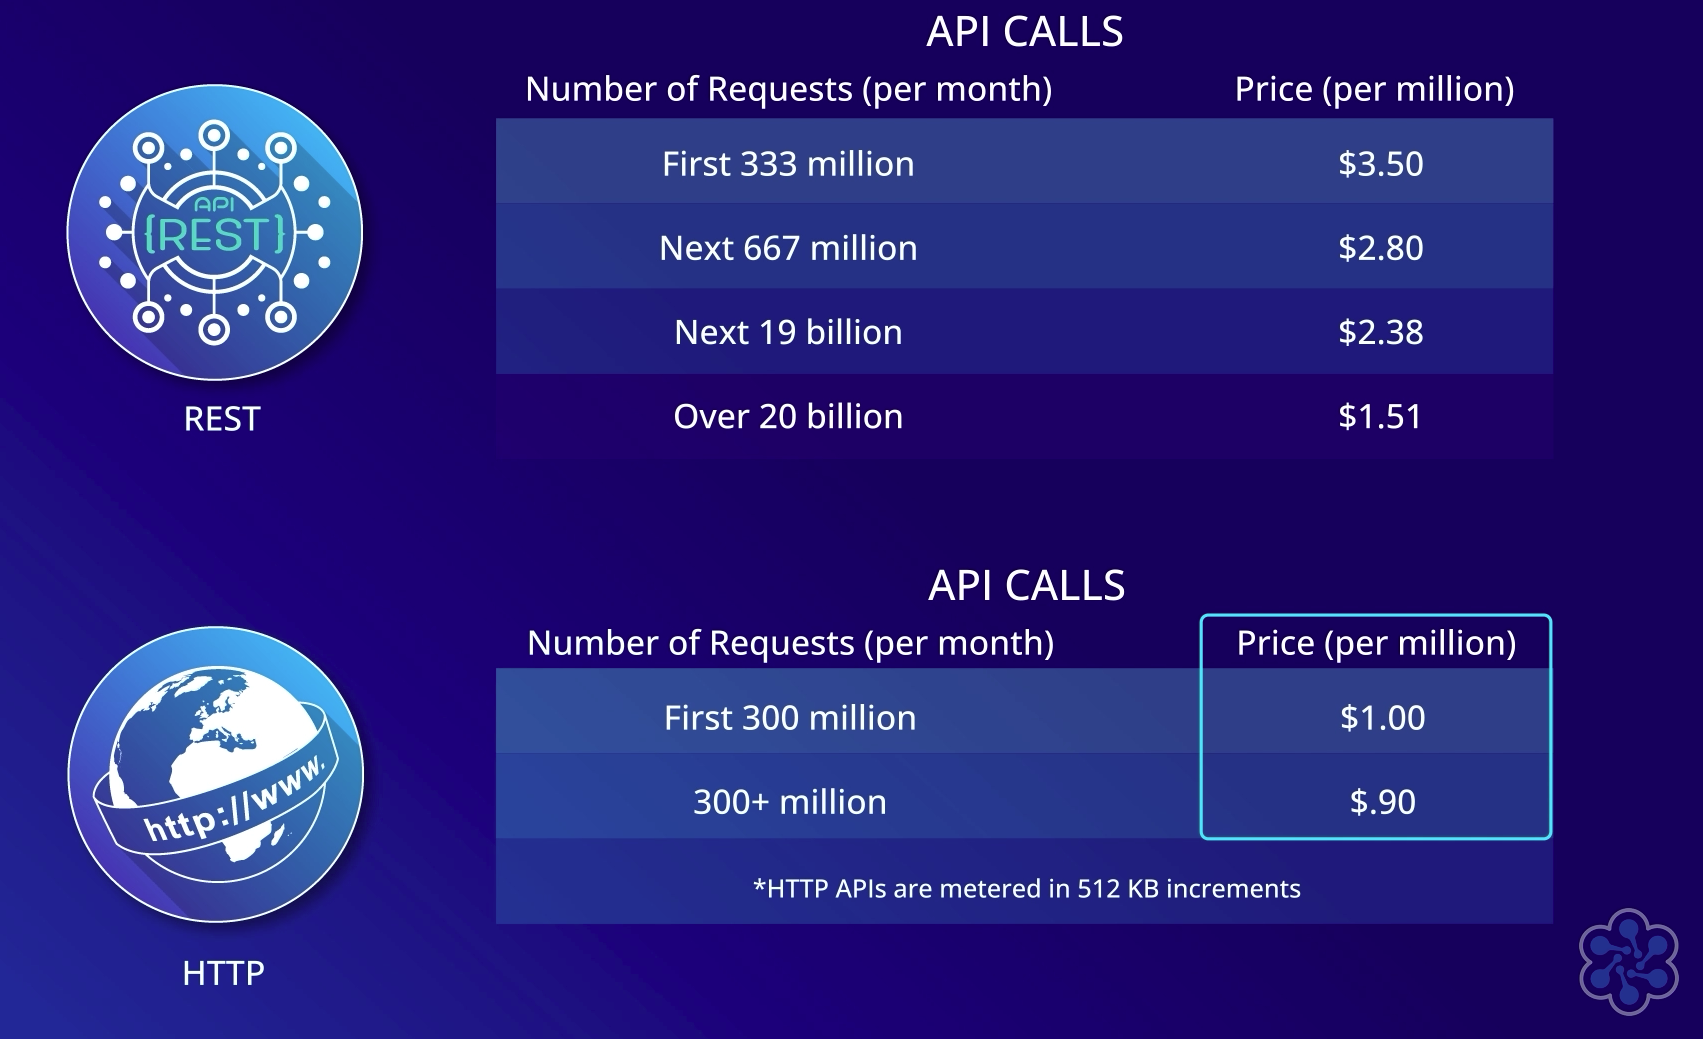 API CALLS
Number of Requests (per month) Price (per million)
First 333 million $3.50
Next 667 million $2.80
Next 19 billion $2.38
Over 20 billion $1.51
API
{REST}
REST
API CALLS
Number of Requests (per month) Price (per million)
First 300 million $1.00
300+ million $.90
*HTTP APIs are metered in 512 KB increments
http://www.
HTTP